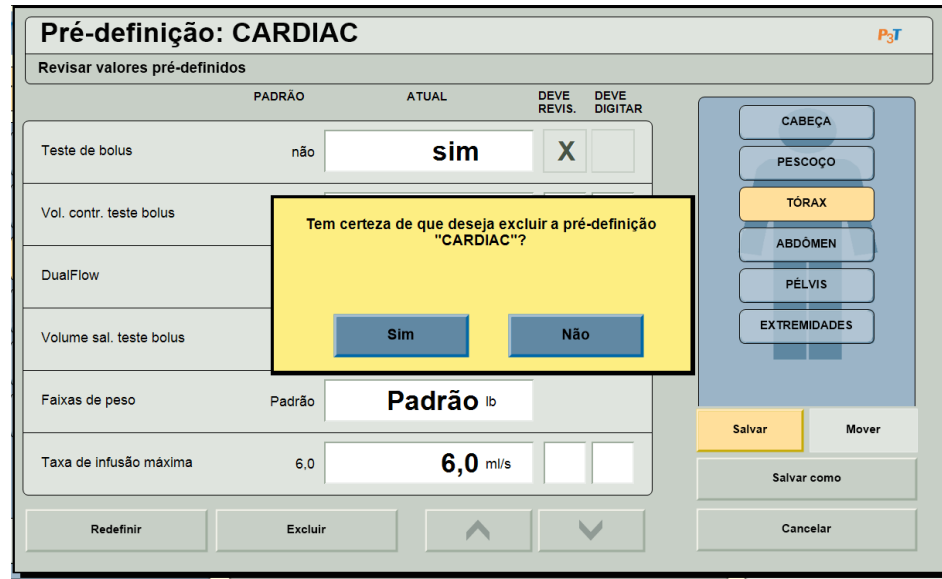 Pré-definição: CARDIAC
P3T
Revisar valores pré-definidos
PADRÃO ATUAL DEVE REVIS. DEVE DIGITAR
Teste de bolus não sim X
Vol. contr. teste bolus
DualFlow
Volume sal. teste bolus
Faixas de peso Padrão Padrão lb
Taxa de infusão máxima 6,0 6,0 ml/s
Tem certeza de que deseja excluir a pré-definição
"CARDIAC"?
Sim Não
CABEÇA
PESCOÇO
TÓRAX
ABDÔMEN
PÉLVIS
EXTREMIDADES
Salvar Mover
Salvar como
Redefinir Excluir Cancelar